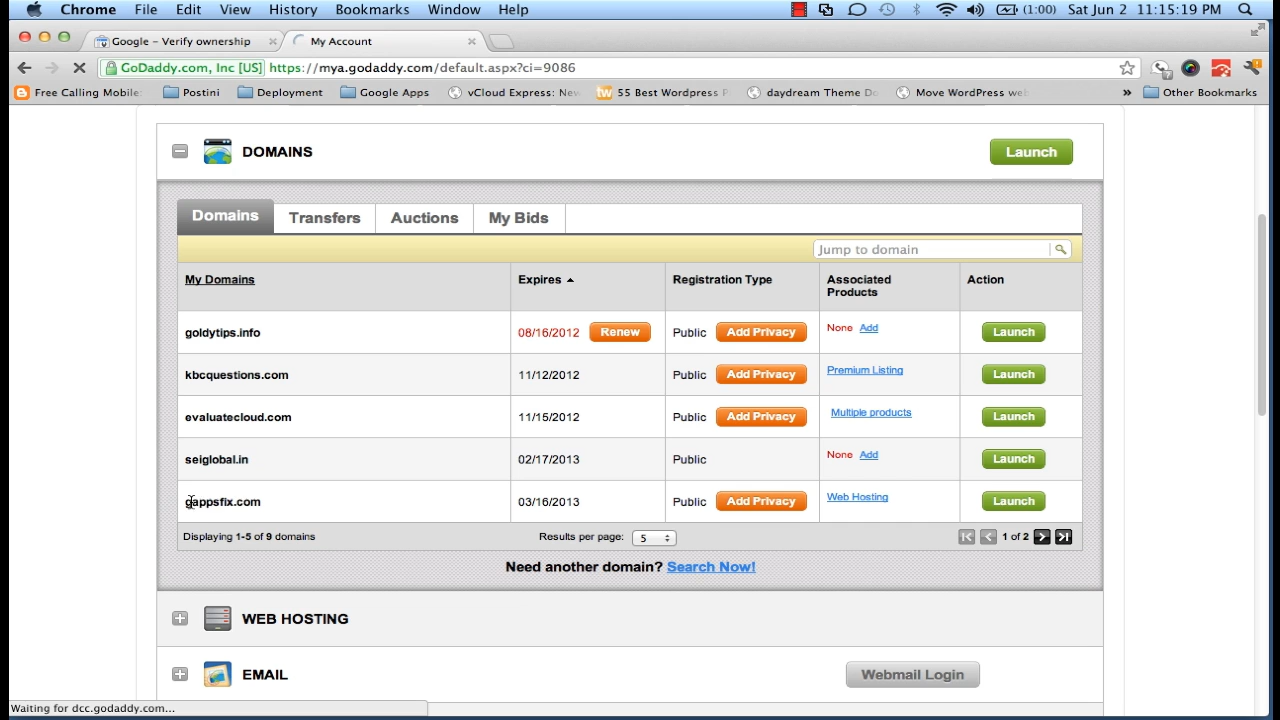 Chrome File Edit View History Bookmarks Window Help (1:00) Sat Jun 2 11:15:19 PM
Google – Verify ownership × My Account ×
GoDaddy.com, Inc [US] https://mya.godaddy.com/default.aspx?ci=9086
Free Calling Mobile: Postini Deployment Google Apps vCloud Express: New 55 Best Wordpress P daydream Theme Do Move WordPress web » Other Bookmarks
DOMAINS Launch
Domains Transfers Auctions My Bids
Jump to domain
My Domains Expires Registration Type Associated Products Action
goldytips.info 08/16/2012 Renew Public Add Privacy None Add Launch
kbcquestions.com 11/12/2012 Public Add Privacy Premium Listing Launch
evaluatecloud.com 11/15/2012 Public Add Privacy Multiple products Launch
seiglobal.in 02/17/2013 Public None Add Launch
gappsfix.com 03/16/2013 Public Add Privacy Web Hosting Launch
Displaying 1-5 of 9 domains Results per page: 5 1 of 2
Need another domain? Search Now!
WEB HOSTING
EMAIL Webmail Login
Waiting for dcc.godaddy.com...